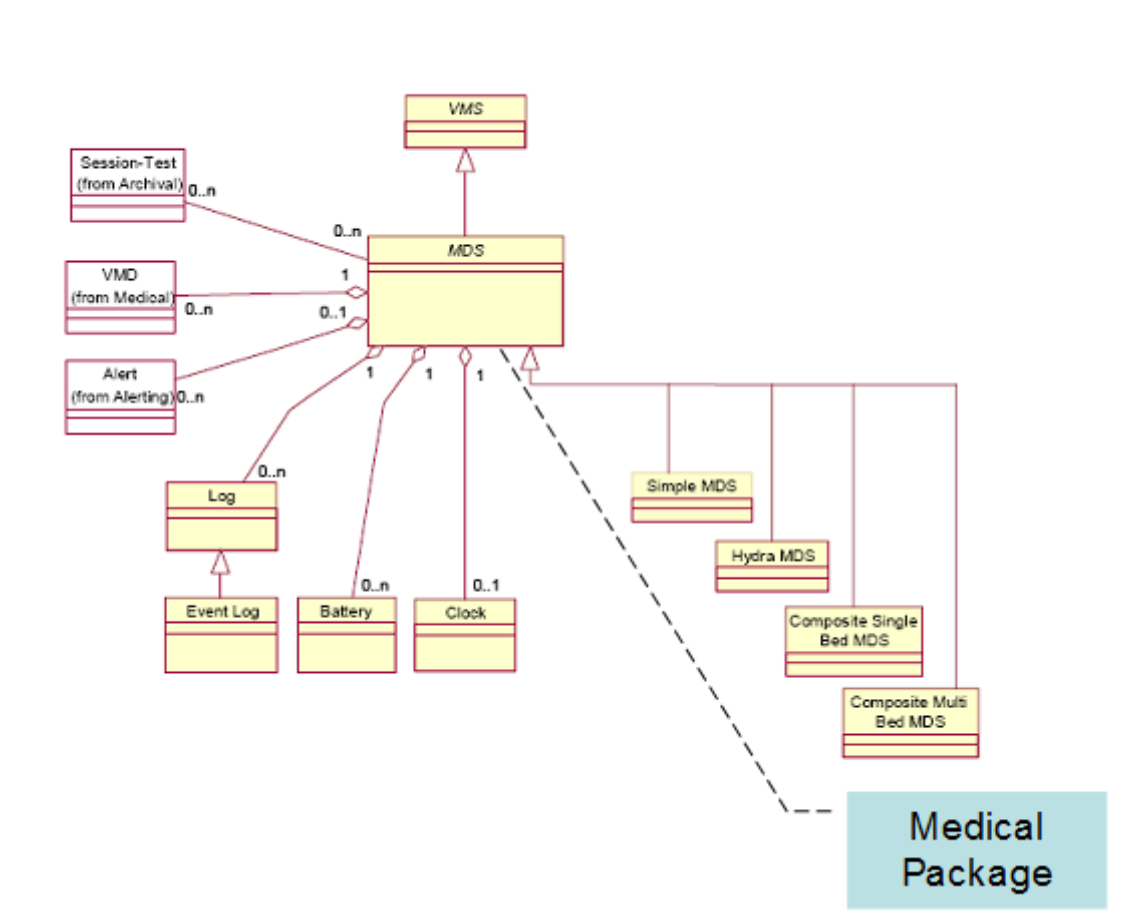 VMS
Session-Test
(from Archival)
0..n
0..n
MDS
VMD
(from Medical)
1
0..n
0..1
Alert
(from Alerting)
0..n
1
1
1
0..n
Log
Simple MDS
Hydra MDS
0..n
0..1
Event Log
Battery
Clock
Composite Single
Bed MDS
Composite Multi
Bed MDS
Medical
Package